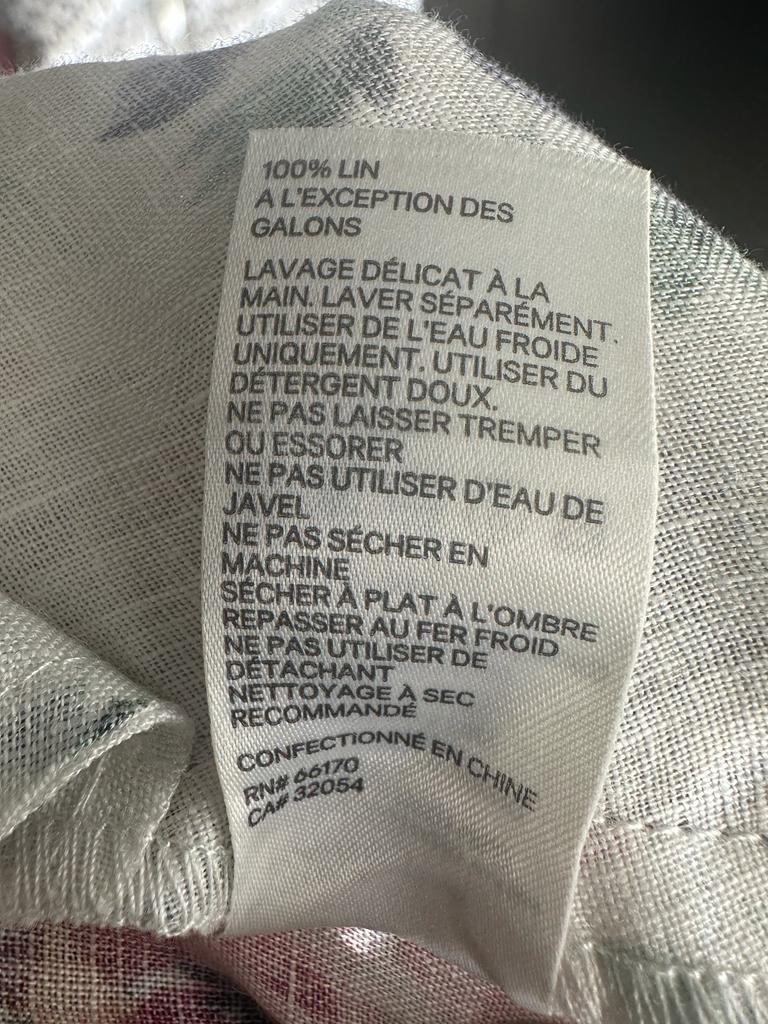 100% LIN
A L'EXCEPTION DES
GALONS
LAVAGE DÉLICAT À LA
MAIN. LAVER SÉPARÉMENT.
UTILISER DE L'EAU FROIDE
UNIQUEMENT. UTILISER DU
DÉTERGENT DOUX.
NE PAS LAISSER TREMPER
OU ESSORER
NE PAS UTILISER D'EAU DE
JAVEL
NE PAS SÉCHER EN
MACHINE
SÉCHER À PLAT À L'OMBRE
REPASSER AU FER FROID
NE PAS UTILISER DE
DÉTACHANT
NETTOYAGE À SEC
RECOMMANDÉ
CONFECTIONNÉ EN CHINE
RN# 66170
CA# 32054